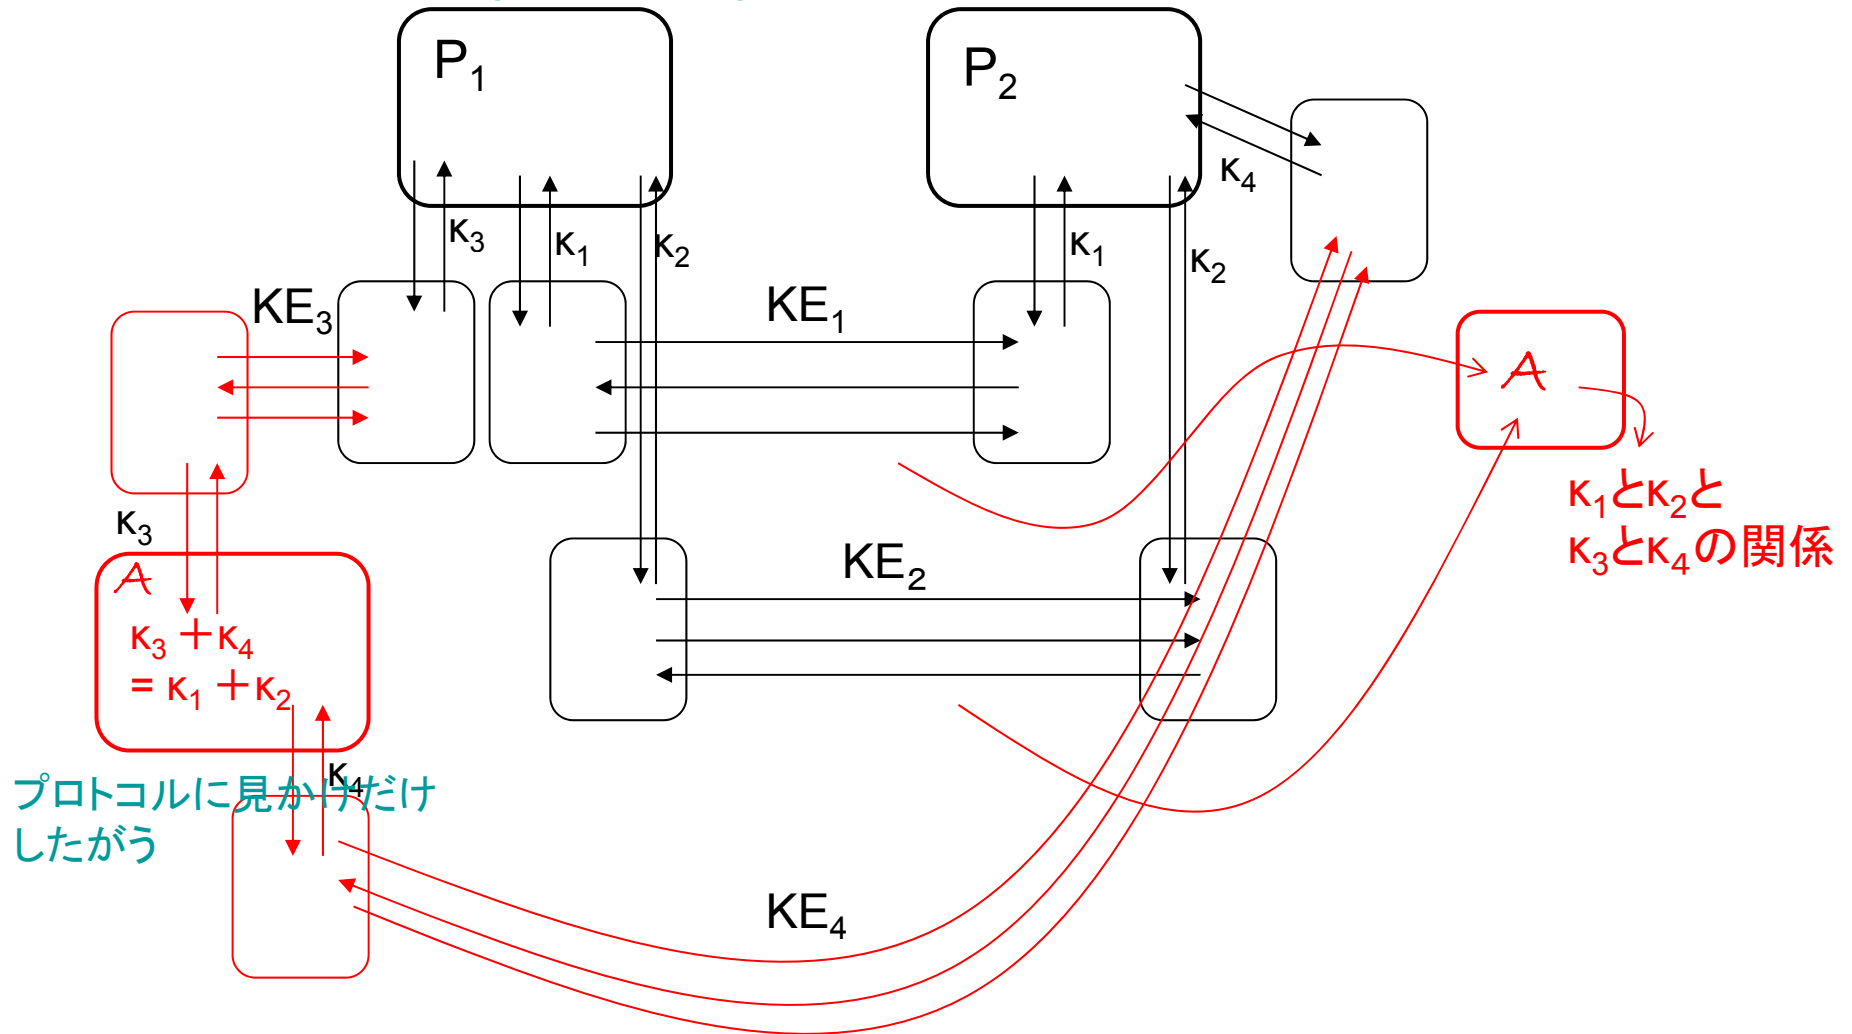 P₁
P₂
κ₄
κ₃
κ₁
κ₂
κ₁
κ₂
KE₃
KE₁
A
κ₁とκ₂と
κ₃とκ₄の関係
κ₃
KE₂
A
κ₃ +κ₄
= κ₁ +κ₂
κ₄
プロトコルに見かけだけ
したがう
KE₄